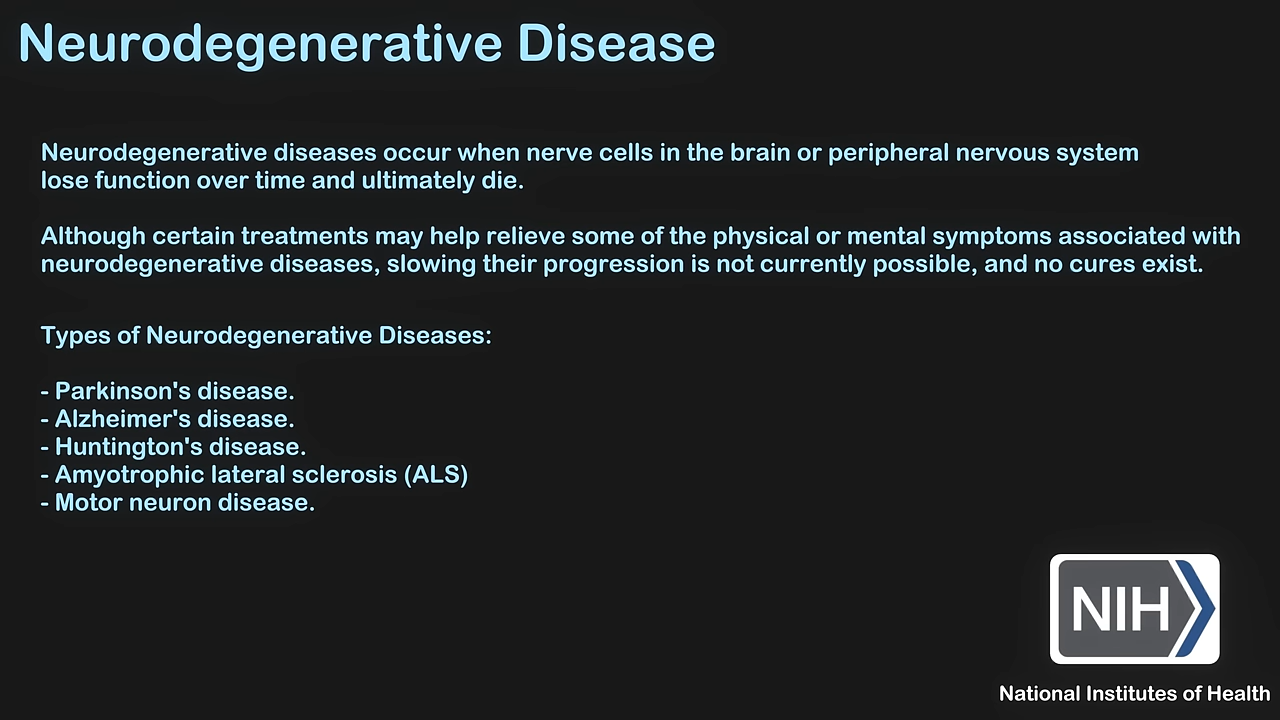 Neurodegenerative Disease
Neurodegenerative diseases occur when nerve cells in the brain or peripheral nervous system
lose function over time and ultimately die.
Although certain treatments may help relieve some of the physical or mental symptoms associated with
neurodegenerative diseases, slowing their progression is not currently possible, and no cures exist.
Types of Neurodegenerative Diseases:
- Parkinson's disease.
- Alzheimer's disease.
- Huntington's disease.
- Amyotrophic lateral sclerosis (ALS)
- Motor neuron disease.
NIH
National Institutes of Health